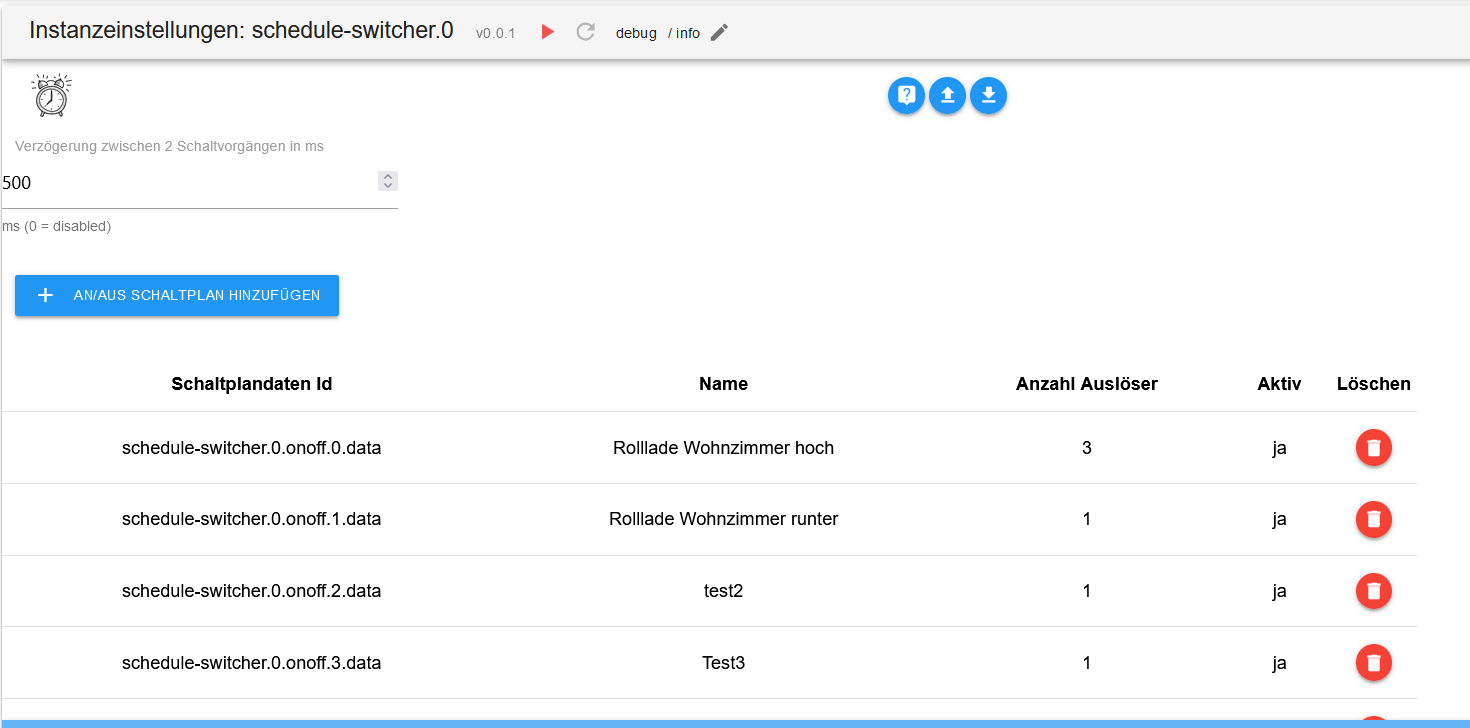 Instanzeinstellungen: schedule-switcher.0 v0.0.1 debug / info
Verzögerung zwischen 2 Schaltvorgängen in ms
500
ms (0 = disabled)
AN/AUS SCHALTPLAN HINZUFÜGEN
Schaltplandaten Id Name Anzahl Auslöser Aktiv Löschen
schedule-switcher.0.onoff.0.data Rolllade Wohnzimmer hoch 3 ja
schedule-switcher.0.onoff.1.data Rolllade Wohnzimmer runter 1 ja
schedule-switcher.0.onoff.2.data test2 1 ja
schedule-switcher.0.onoff.3.data Test3 1 ja